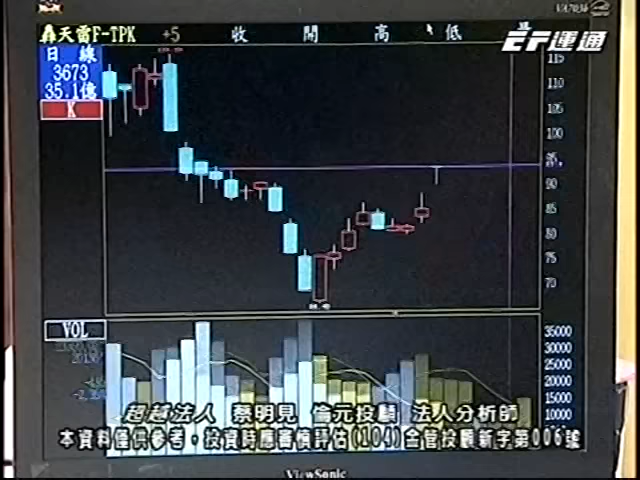 轟天雷F-TPK +5 收 開 高 低
EF運通
日 線
3673
35.1億
K
115
110
105
100
95
90
85
80
75
70
VOL
35000
30000
25000
20000
15000
10000
超越法人 蔡明見 倫元投顧 法人分析師
本資料僅供參考，投資時應審慎評估(104)金管投顧新字第006號
ViewSonic